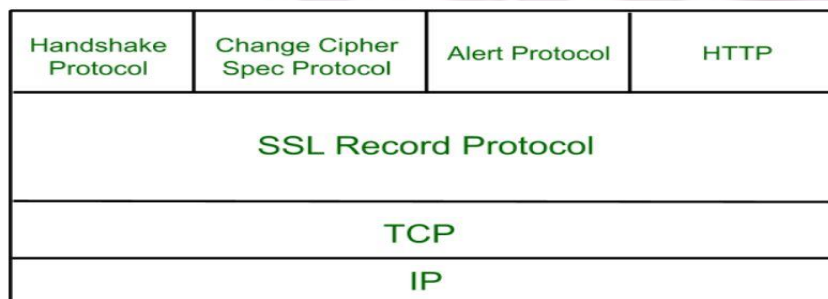 Handshake
Protocol
Change Cipher
Spec Protocol
Alert Protocol
HTTP
SSL Record Protocol
TCP
IP